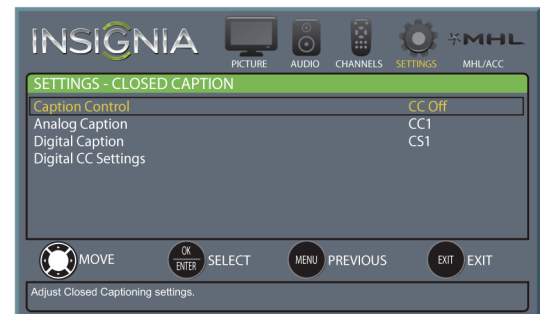 INSIGNIA
PICTURE AUDIO CHANNELS SETTINGS MHL MHL/ACC
SETTINGS - CLOSED CAPTION
Caption Control CC Off
Analog Caption CC1
Digital Caption CS1
Digital CC Settings
MOVE OK ENTER SELECT MENU PREVIOUS EXIT EXIT
Adjust Closed Captioning settings.